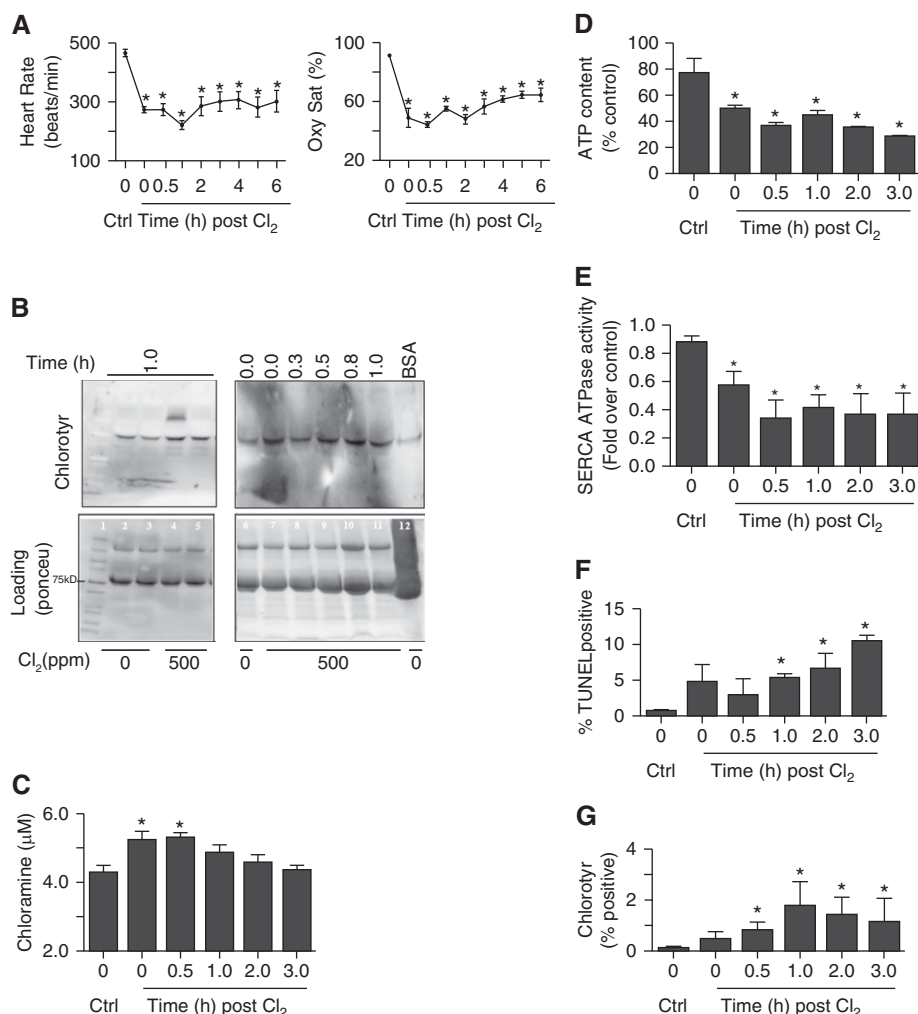 A
Heart Rate
(beats/min)
500
300
100
* * * * * * * * *
0 0 0.5 2 4 6
Ctrl Time (h) post Cl₂
Oxy Sat (%)
100
60
20
* * * * * * * * *
0 0 0.5 2 4 6
Ctrl Time (h) post Cl₂
B
Time (h)
1.0
0.0 0.0 0.3 0.5 0.8 1.0 BSA
Chlorotyr
Loading
(ponceu)
75kD
1 2 3 4 5
6 7 8 9 10 11 12
Cl₂(ppm) 0 500 0 500 0
C
Chloramine (μM)
6.0
4.0
2.0
* *
0 0 0.5 1.0 2.0 3.0
Ctrl Time (h) post Cl₂
D
ATP content
(% control)
100
80
60
40
20
0
* * * * *
0 0 0.5 1.0 2.0 3.0
Ctrl Time (h) post Cl₂
E
SERCA ATPase activity
(Fold over control)
1.0
0.8
0.6
0.4
0.2
0.0
* * * * *
0 0 0.5 1.0 2.0 3.0
Ctrl Time (h) post Cl₂
F
% TUNELpositive
15
10
5
0
* * *
0 0 0.5 1.0 2.0 3.0
Ctrl Time (h) post Cl₂
G
Chlorotyr
(% positive)
4
2
0
* * * *
0 0 0.5 1.0 2.0 3.0
Ctrl Time (h) post Cl₂